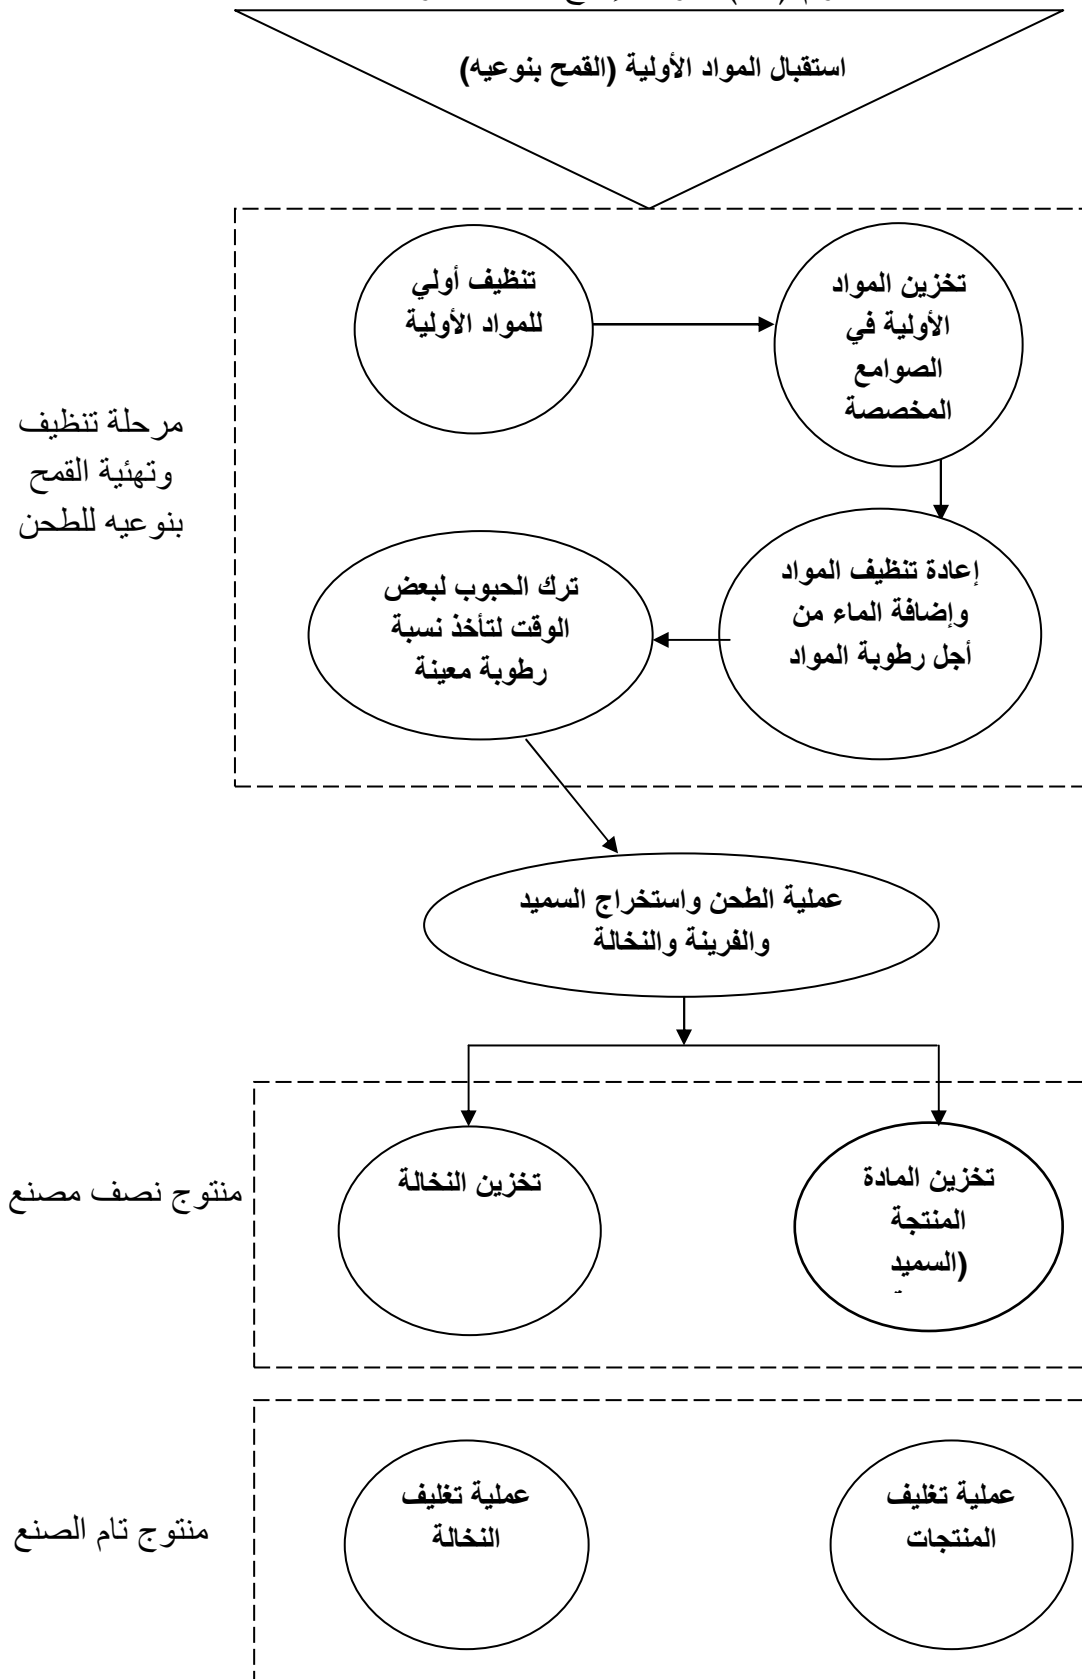 استقبال المواد الأولية (القمح بنوعيه)
تنظيف أولي
للمواد الأولية
تخزين المواد
الأولية في
الصوامع
المخصصة
مرحلة تنظيف
وتهئية القمح
بنوعيه للطحن
إعادة تنظيف المواد
وإضافة الماء من
أجل رطوبة المواد
ترك الحبوب لبعض
الوقت لتأخذ نسبة
رطوبة معينة
عملية الطحن واستخراج السميد
والفرينة والنخالة
تخزين المادة
المنتجة
(السميد
تخزين النخالة
منتوج نصف مصنع
عملية تغليف
المنتجات
عملية تغليف
النخالة
منتوج تام الصنع